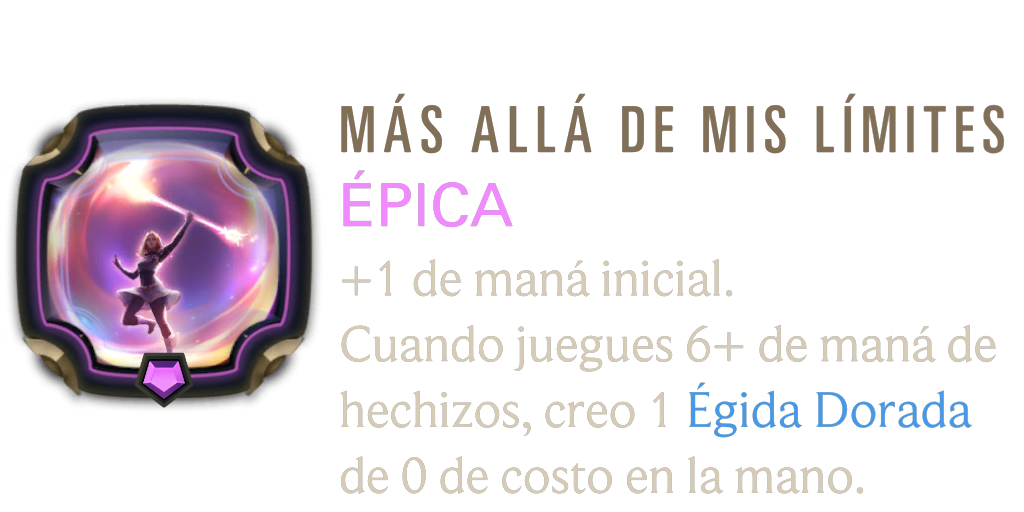 MÁS ALLÁ DE MIS LÍMITES
ÉPICA
+1 de maná inicial.
Cuando juegues 6+ de maná de
hechizos, creo 1 Égida Dorada
de 0 de costo en la mano.